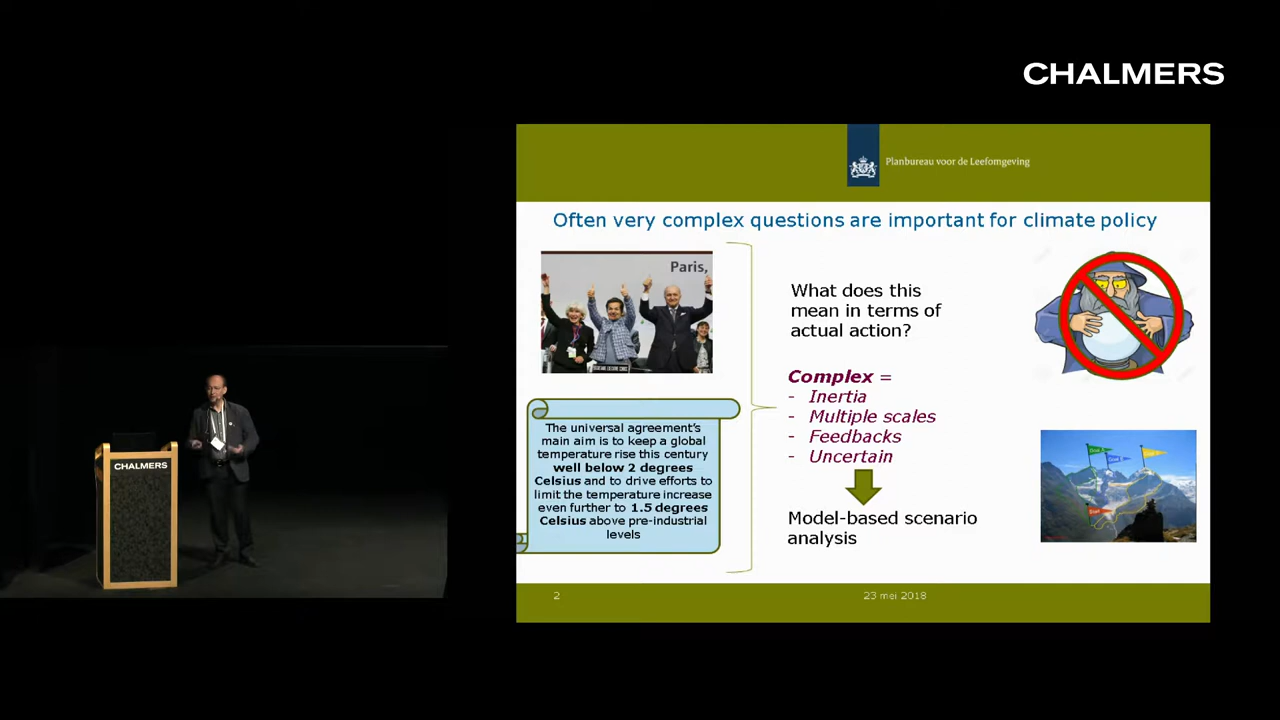 CHALMERS
Planbureau voor de Leefomgeving
Often very complex questions are important for climate policy
Paris,
The universal agreement's
main aim is to keep a global
temperature rise this century
well below 2 degrees
Celsius and to drive efforts to
limit the temperature increase
even further to 1.5 degrees
Celsius above pre-industrial
levels
What does this
mean in terms of
actual action?
Complex =
- Inertia
- Multiple scales
- Feedbacks
- Uncertain
Model-based scenario
analysis
CHALMERS
2
23 mei 2018